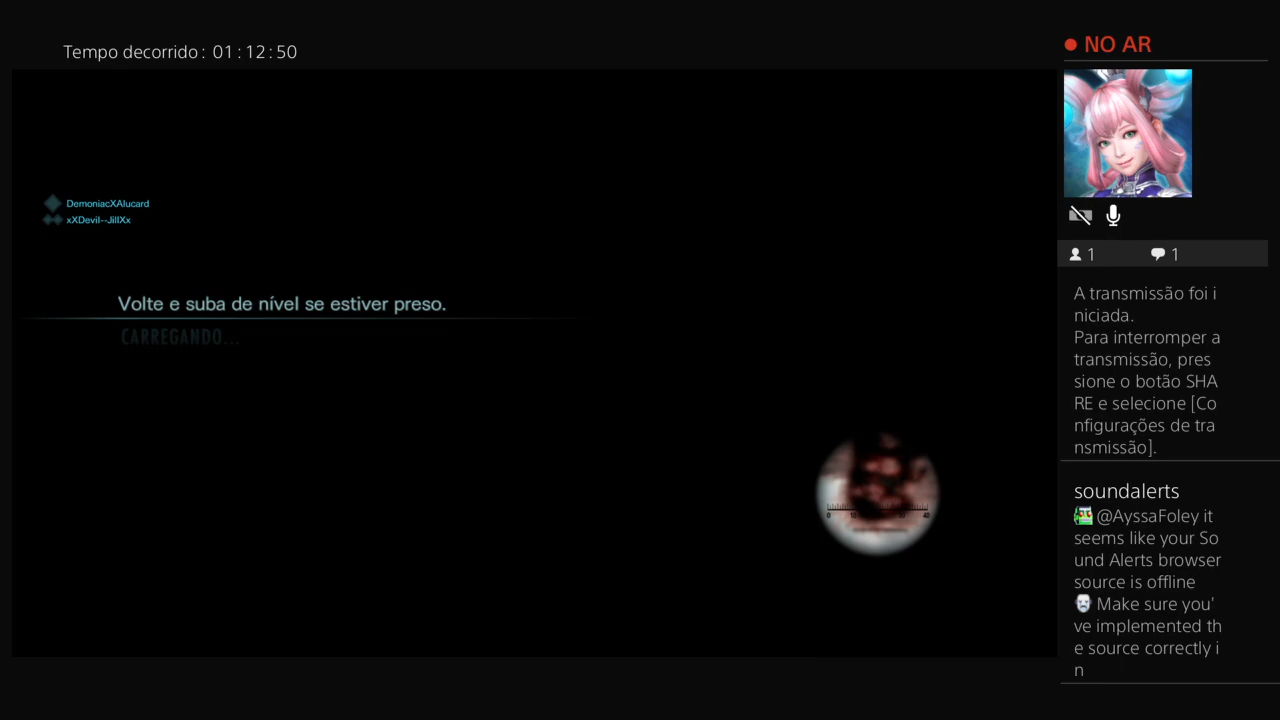 Tempo decorrido: 01:12:50
NO AR
DemoniacXAlucard
xXDevil--JillXx
Volte e suba de nível se estiver preso.
CARREGANDO...
1 1
A transmissão foi i
niciada.
Para interromper a
transmissão, pres
sione o botão SHA
RE e selecione [Co
nfigurações de tra
nsmissão].
soundalerts
@AyssaFoley it
seems like your So
und Alerts browser
source is offline
Make sure you'
ve implemented th
e source correctly i
n